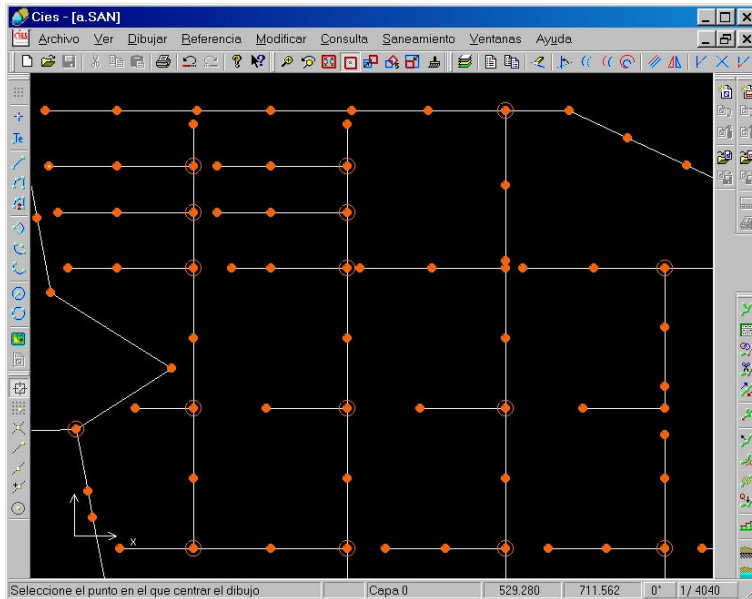 Cies - [a.SAN]
Archivo Ver Dibujar Referencia Modificar Consulta Saneamiento Ventanas Ayuda
Te
x
Seleccione el punto en el que centrar el dibujo Capa 0 529.280 711.562 0° 1/ 4040